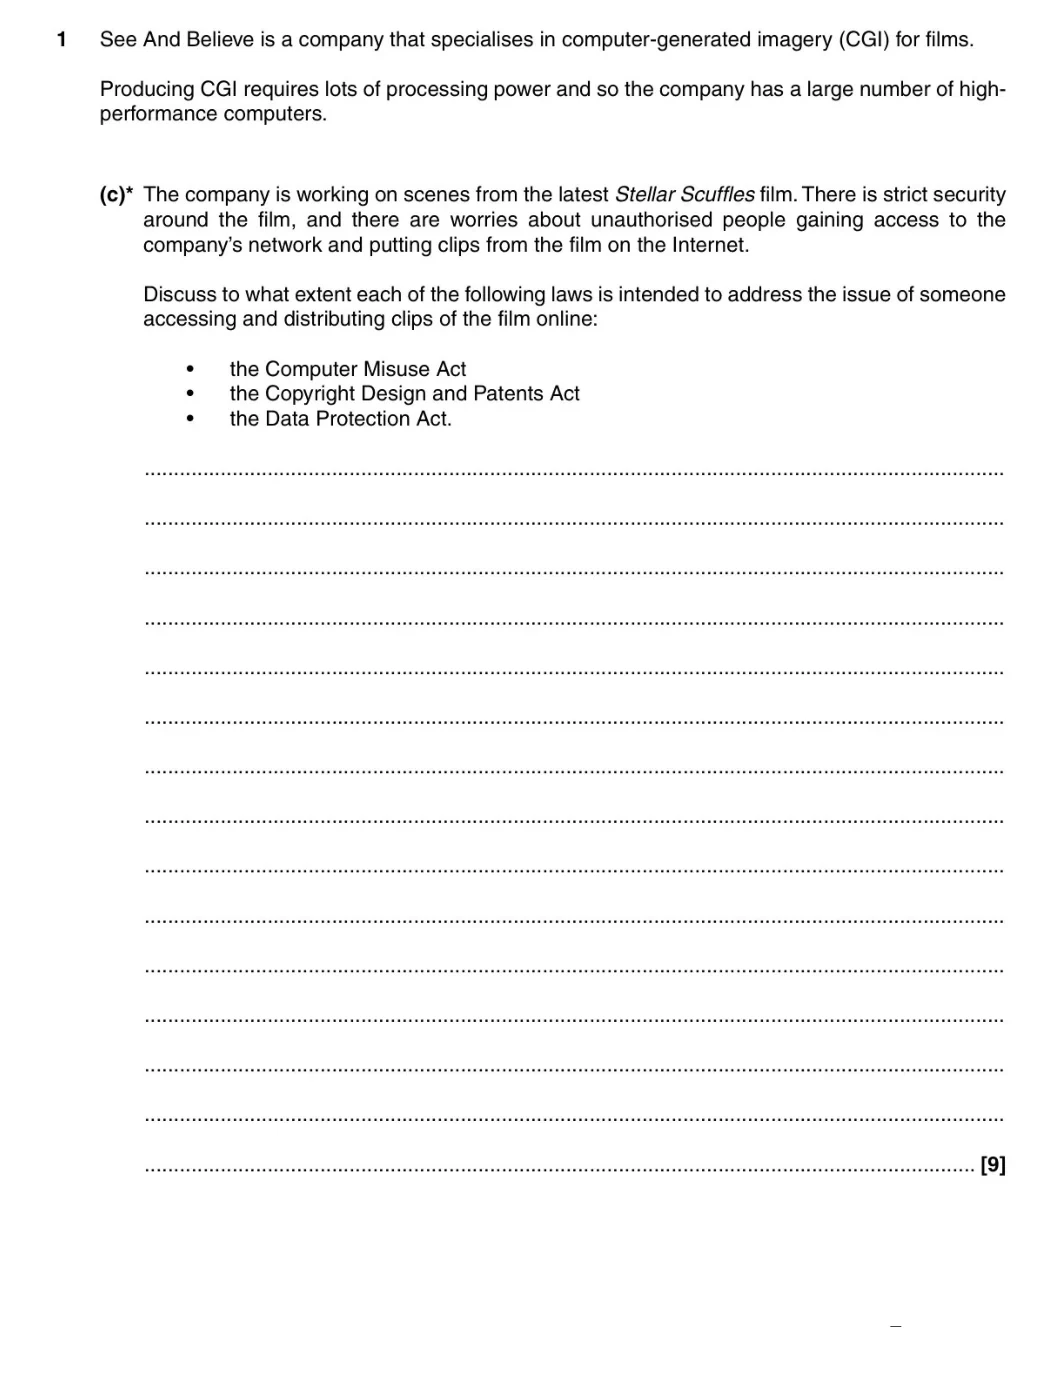 1 See And Believe is a company that specialises in computer-generated imagery (CGI) for films.
Producing CGI requires lots of processing power and so the company has a large number of high-
performance computers.
(c)* The company is working on scenes from the latest Stellar Scuffles film. There is strict security
around the film, and there are worries about unauthorised people gaining access to the
company's network and putting clips from the film on the Internet.
Discuss to what extent each of the following laws is intended to address the issue of someone
accessing and distributing clips of the film online:
• the Computer Misuse Act
• the Copyright Design and Patents Act
• the Data Protection Act.
[9]